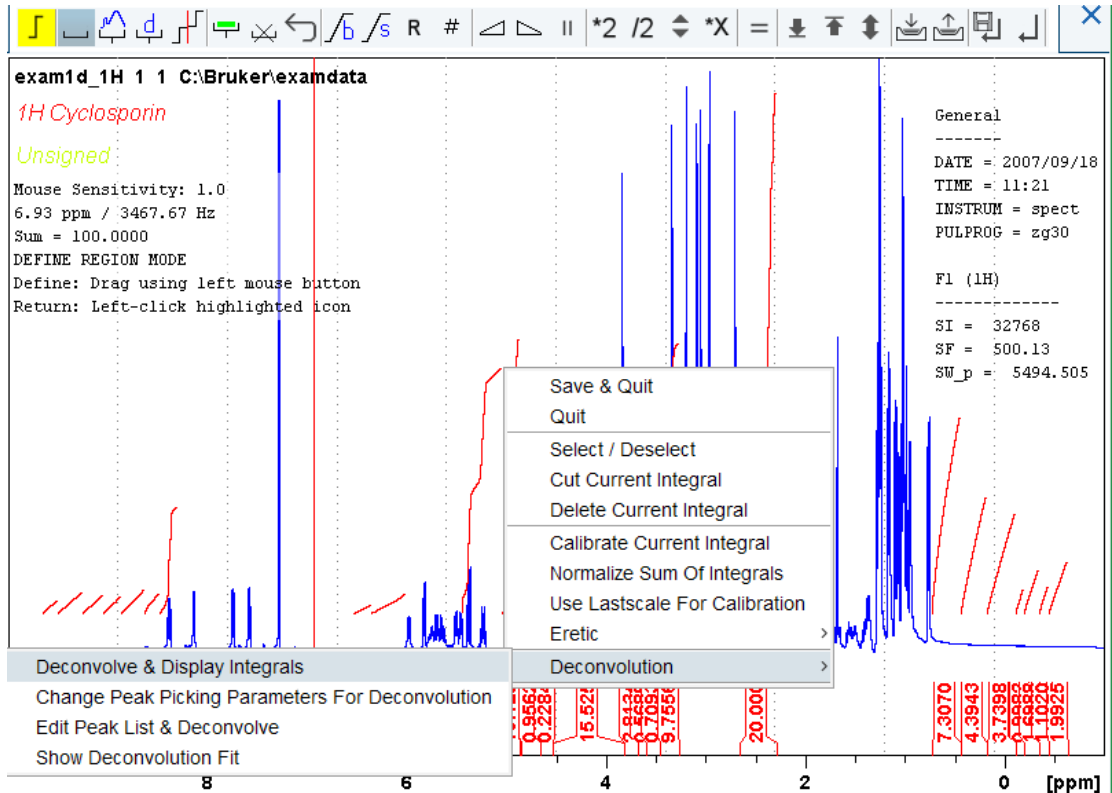 R # *2 /2 *X =
exam1d_1H 1 1 C:\Bruker\examdata
1H Cyclosporin
Unsigned
Mouse Sensitivity: 1.0
6.93 ppm / 3467.67 Hz
Sum = 100.0000
DEFINE REGION MODE
Define: Drag using left mouse button
Return: Left-click highlighted icon
General
-------
DATE = 2007/09/18
TIME = 11:21
INSTRUM = spect
PULPROG = zg30
F1 (1H)
-------------
SI = 32768
SF = 500.13
SW_p = 5494.505
Save & Quit
Quit
Select / Deselect
Cut Current Integral
Delete Current Integral
Calibrate Current Integral
Normalize Sum Of Integrals
Use Lastscale For Calibration
Eretic
Deconvolution
Deconvolve & Display Integrals
Change Peak Picking Parameters For Deconvolution
Edit Peak List & Deconvolve
Show Deconvolution Fit
7.3070
4.3943
3.7398
1.1020
1.9925
8 6 4 2 0 [ppm]